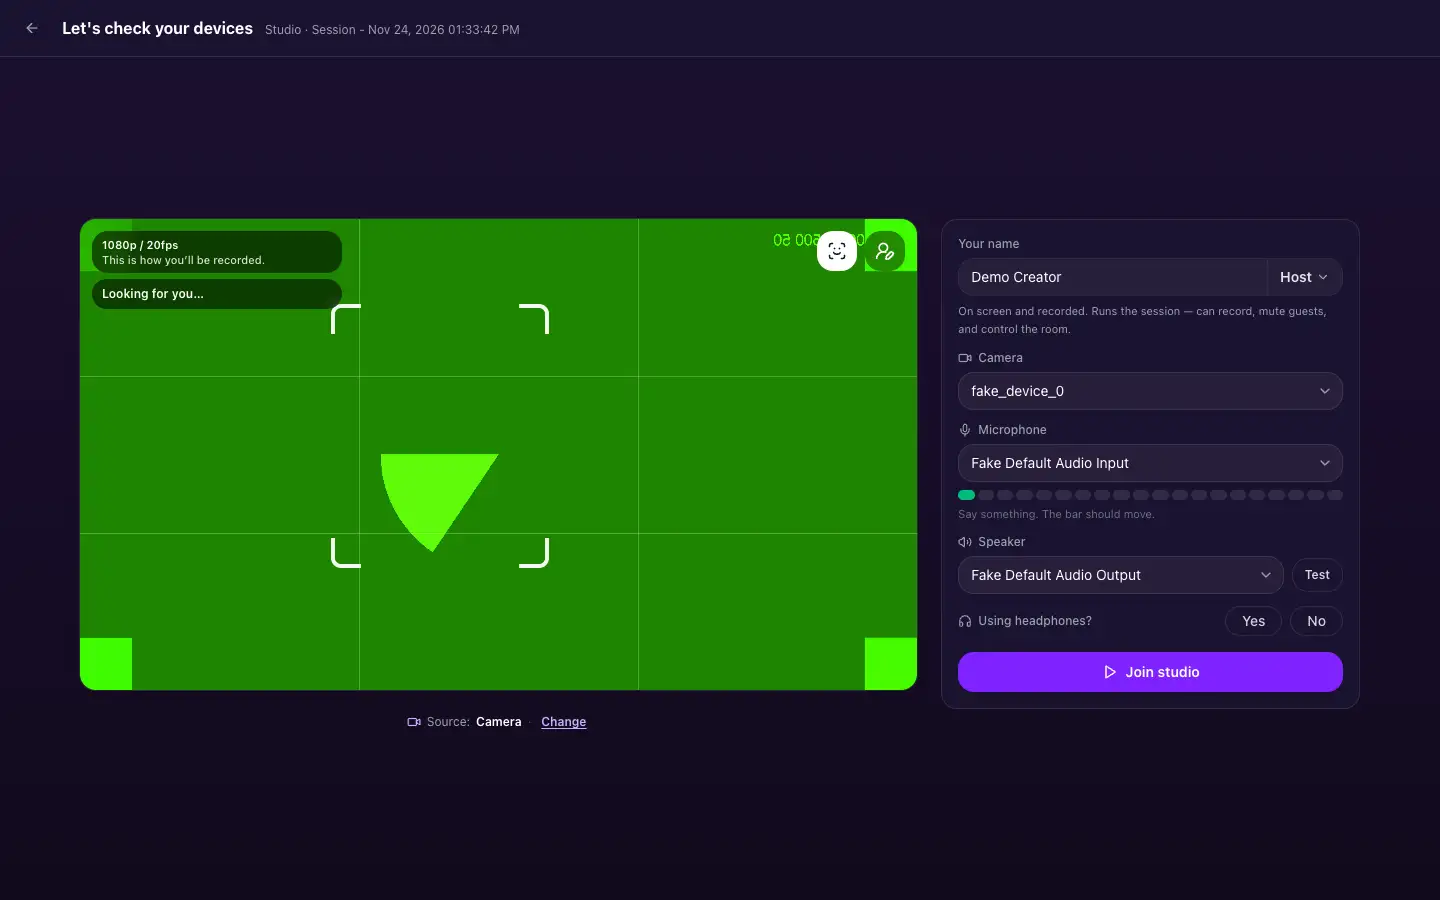 Let's check your devices
Studio · Session - Nov 24, 2026 01:33:42 PM
1080p / 20fps
This is how you'll be recorded.
Looking for you...
Your name
Demo Creator
Host
On screen and recorded. Runs the session — can record, mute guests,
and control the room.
Camera
fake_device_0
Microphone
Fake Default Audio Input
Say something. The bar should move.
Speaker
Fake Default Audio Output
Test
Using headphones?
Yes
No
Join studio
Source: Camera · Change